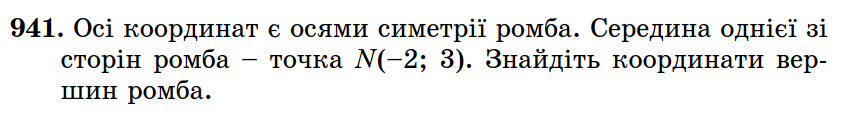 941. Осі координат є осями симетрії ромба. Середина однієї зі
сторін ромба – точка N(−2; 3). Знайдіть координати вер-
шин ромба.